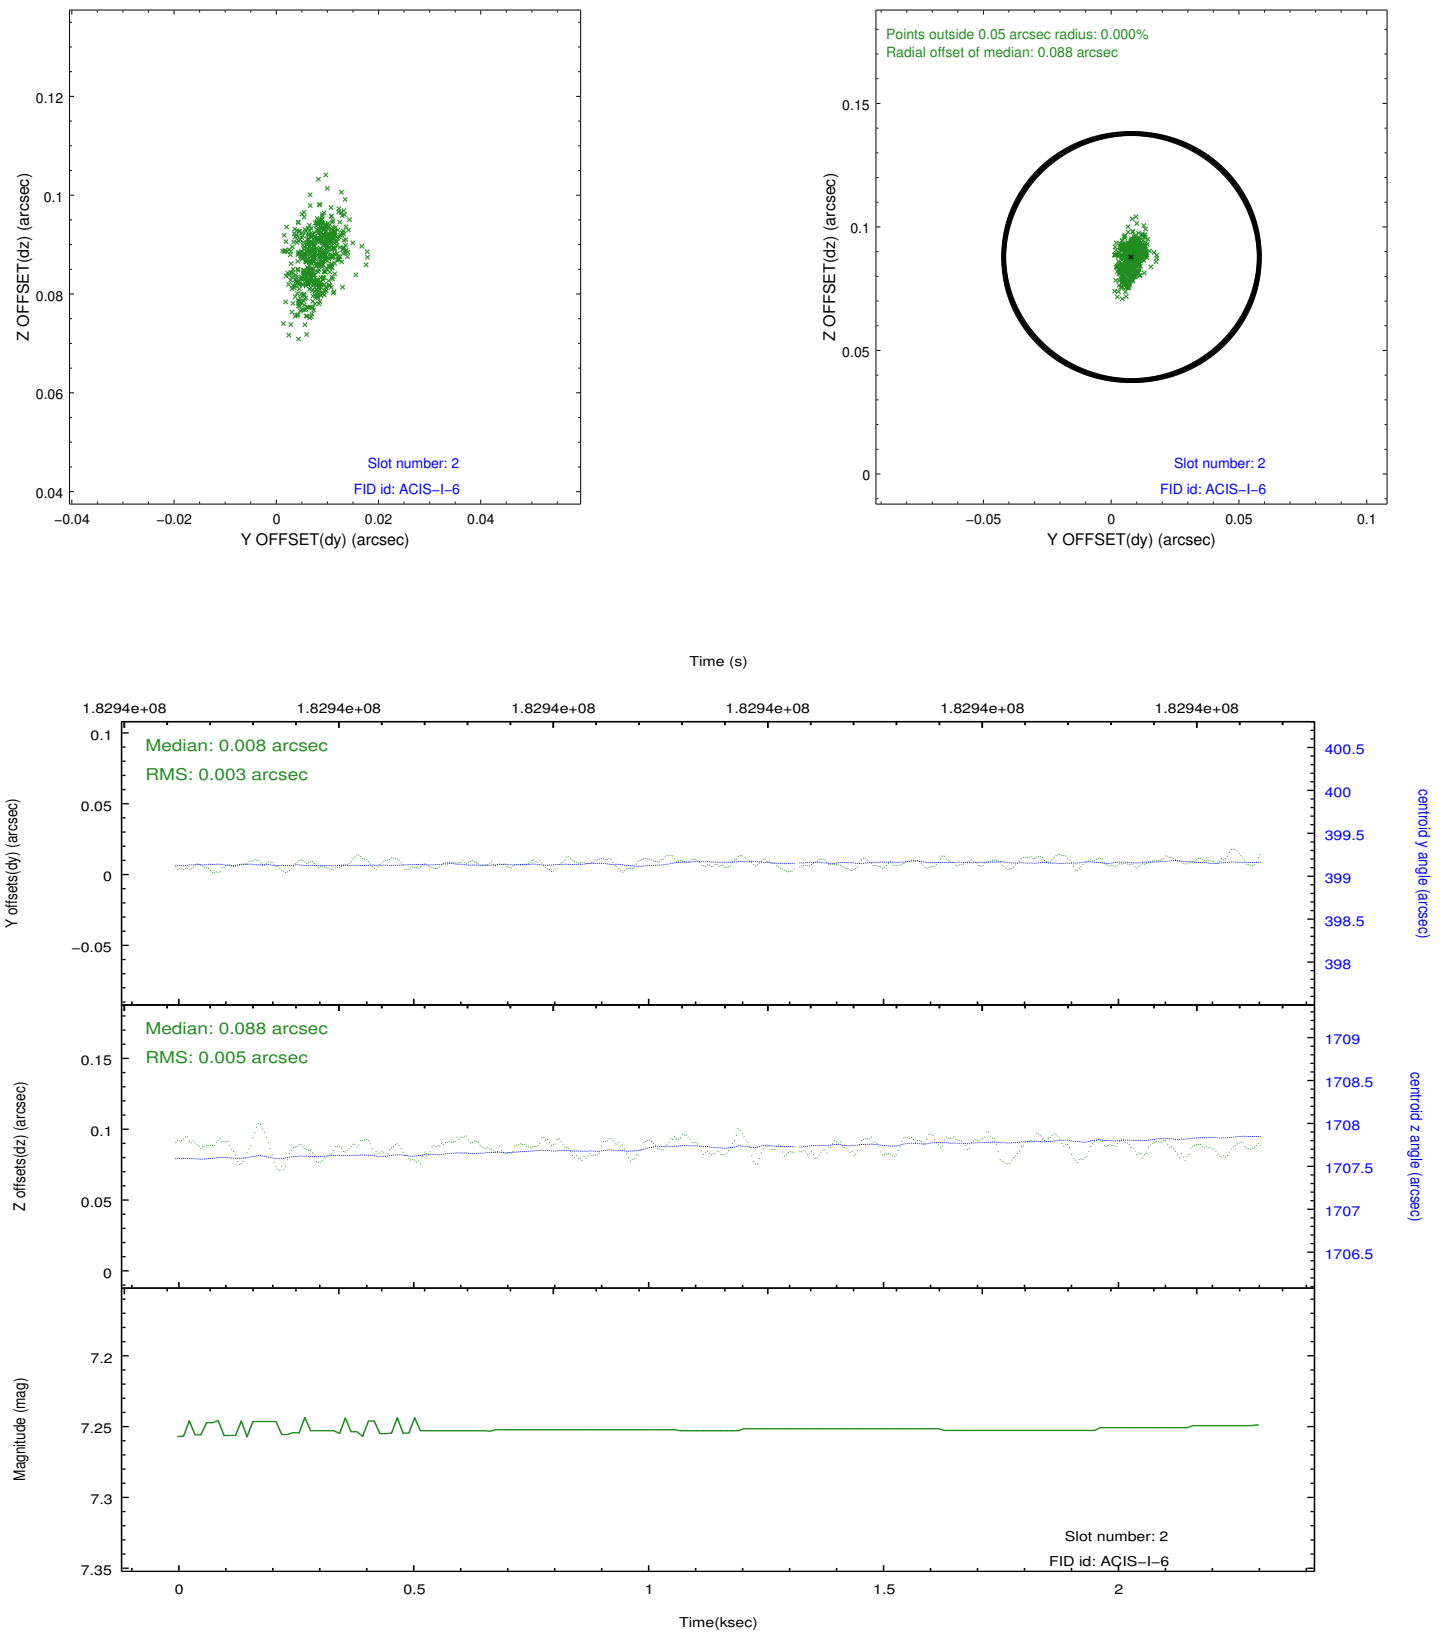 0.12
0.1
0.08
0.06
0.04
Z OFFSET(dz) (arcsec)
Slot number: 2
FID id: ACIS−I−6
−0.04
−0.02
0
0.02
0.04
Y OFFSET(dy) (arcsec)
Points outside 0.05 arcsec radius: 0.000%
Radial offset of median: 0.088 arcsec
0.15
0.1
0.05
0
Z OFFSET(dz) (arcsec)
Slot number: 2
FID id: ACIS−I−6
−0.05
0
0.05
0.1
Y OFFSET(dy) (arcsec)
Time (s)
1.8294e+08
1.8294e+08
1.8294e+08
1.8294e+08
1.8294e+08
1.8294e+08
Median: 0.008 arcsec
RMS: 0.003 arcsec
0.1
0.05
0
−0.05
Y offsets(dy) (arcsec)
400.5
400
399.5
399
398.5
398
centroid y angle (arcsec)
Median: 0.088 arcsec
RMS: 0.005 arcsec
0.15
0.1
0.05
0
Z offsets(dz) (arcsec)
1709
1708.5
1708
1707.5
1707
1706.5
centroid z angle (arcsec)
7.2
7.25
7.3
7.35
Magnitude (mag)
Slot number: 2
FID id: ACIS−I−6
0
0.5
1
1.5
2
Time(ksec)